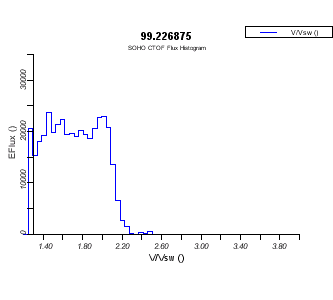 99.226875
SOHO CTOF Flux Histogram
V/Vsw ()
EFlux ()
30000
20000
10000
0
1.40 1.80 2.20 2.60 3.00 3.40 3.80
V/Vsw ()